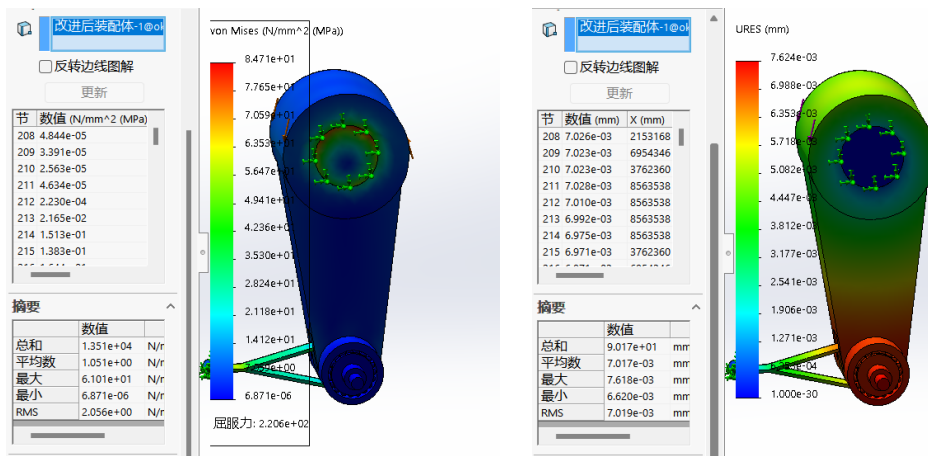 改进后装配体-1@ok
反转边线图解
更新
节 数值 (N/mm^2 (MPa)
208 4.844e-05
209 3.391e-05
210 2.563e-05
211 4.634e-05
212 2.230e-04
213 2.165e-02
214 1.513e-01
215 1.383e-01
摘要
数值
总和 1.351e+04 N/r
平均数 1.051e+00 N/r
最大 6.101e+01 N/r
最小 6.871e-06 N/r
RMS 2.056e+00 N/r
von Mises (N/mm^2 (MPa))
8.471e+01
7.765e+01
7.059e+01
6.353e+01
5.647e+01
4.941e+01
4.236e+01
3.530e+01
2.824e+01
2.118e+01
1.412e+01
6.871e-06
屈服力: 2.206e+02
改进后装配体-1@ok
反转边线图解
更新
节 数值 (mm) X (mm)
208 7.026e-03 2153168
209 7.023e-03 6954346
210 7.023e-03 3762360
211 7.028e-03 8563538
212 7.010e-03 8563538
213 6.992e-03 8563538
214 6.975e-03 8563538
215 6.971e-03 3762360
摘要
数值
总和 9.017e+01 mm
平均数 7.017e-03 mm
最大 7.618e-03 mm
最小 6.620e-03 mm
RMS 7.019e-03 mm
URES (mm)
7.624e-03
6.988e-03
6.353e-03
5.718e-03
5.082e-03
4.447e-03
3.812e-03
3.177e-03
2.541e-03
1.906e-03
1.271e-03
1.000e-30